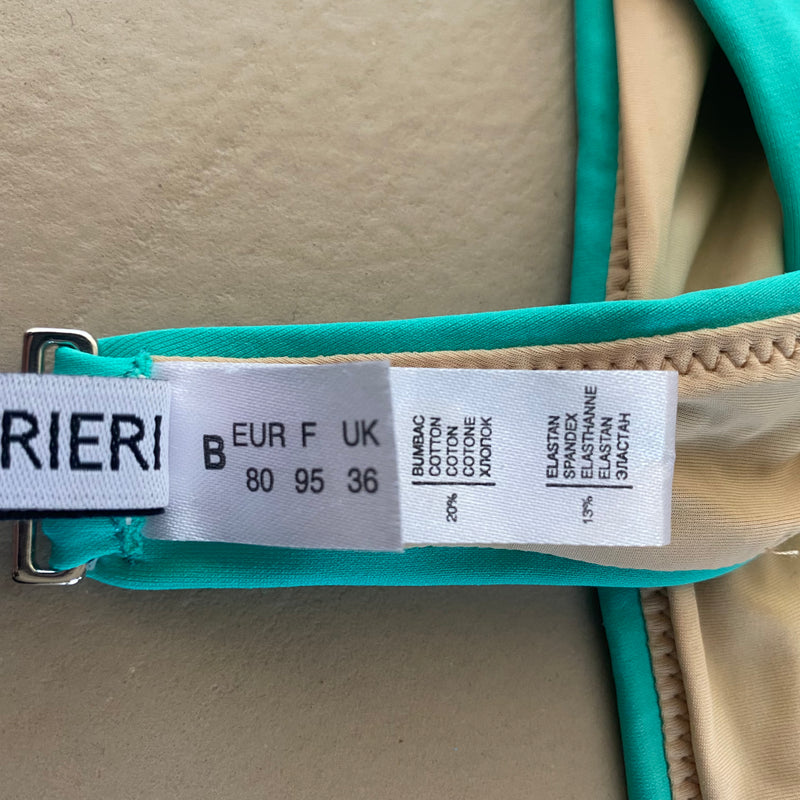 RIERI
B
EUR F UK
80 95 36
BUMBAC
COTTON
COTON
COTONE
ХЛОПОК
20%
ELASTAN
SPANDEX
ELASTHANNE
ELASTAN
ЭЛАСТАН
13%